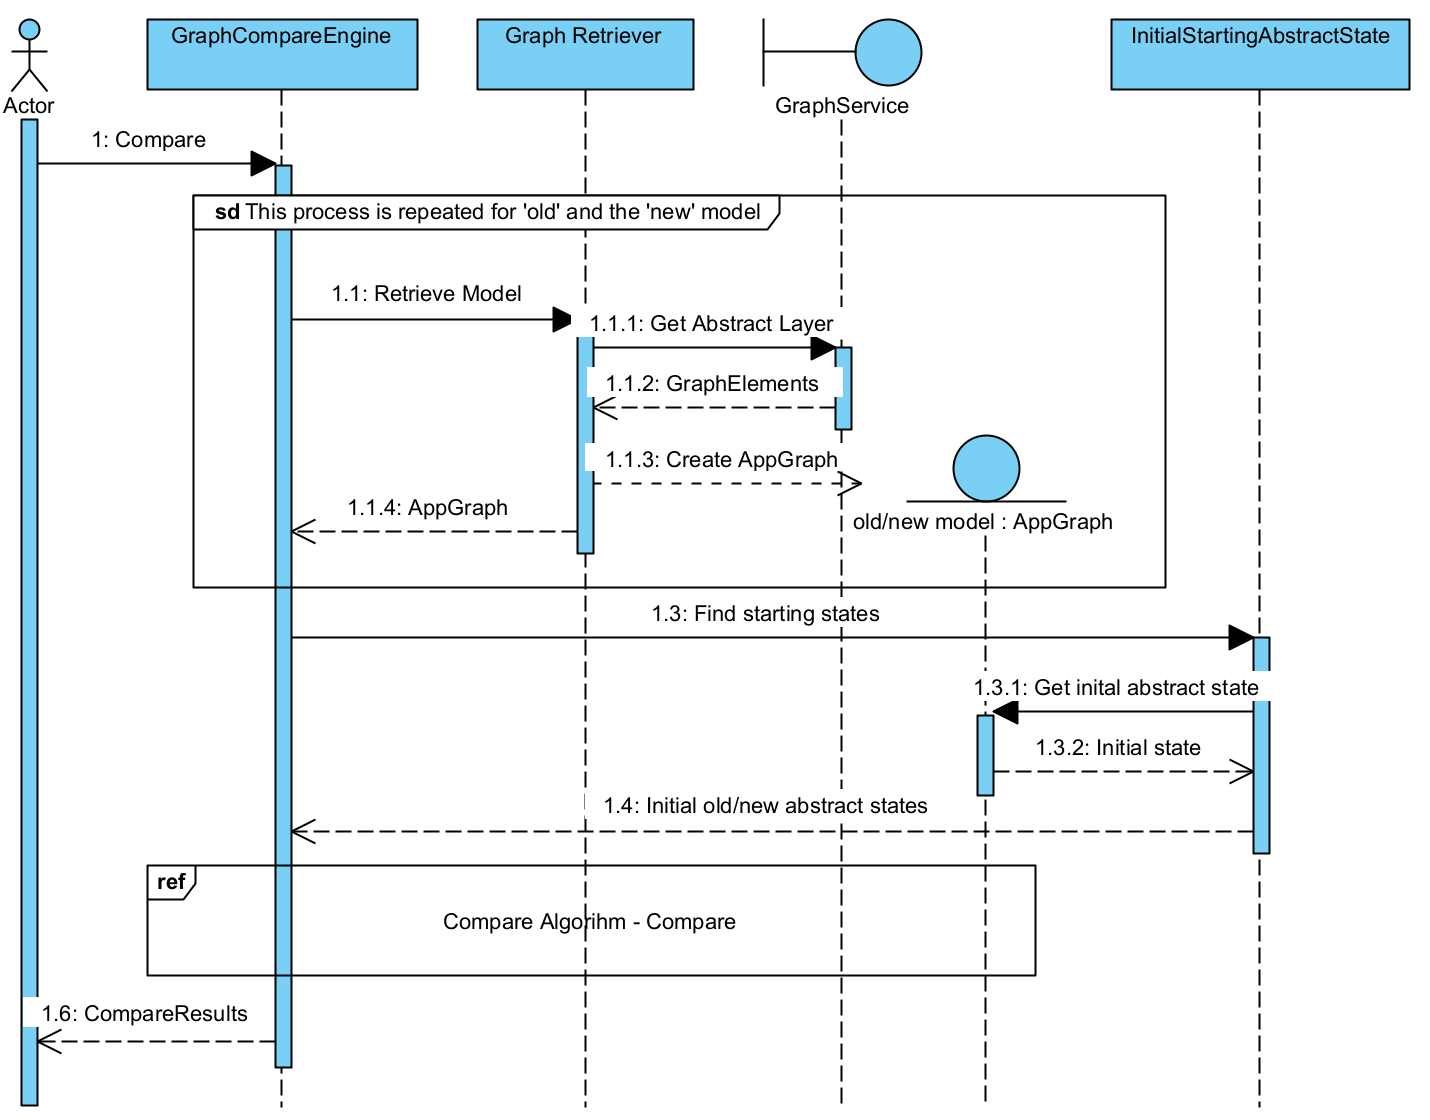 GraphCompareEngine
Graph Retriever
InitialStartingAbstractState
Actor
GraphService
1: Compare
sd This process is repeated for 'old' and the 'new' model
1.1: Retrieve Model
1.1.1: Get Abstract Layer
1.1.2: GraphElements
1.1.3: Create AppGraph
1.1.4: AppGraph
old/new model : AppGraph
1.3: Find starting states
1.3.1: Get inital abstract state
1.3.2: Initial state
1.4: Initial old/new abstract states
ref
Compare Algorihm - Compare
1.6: CompareResults